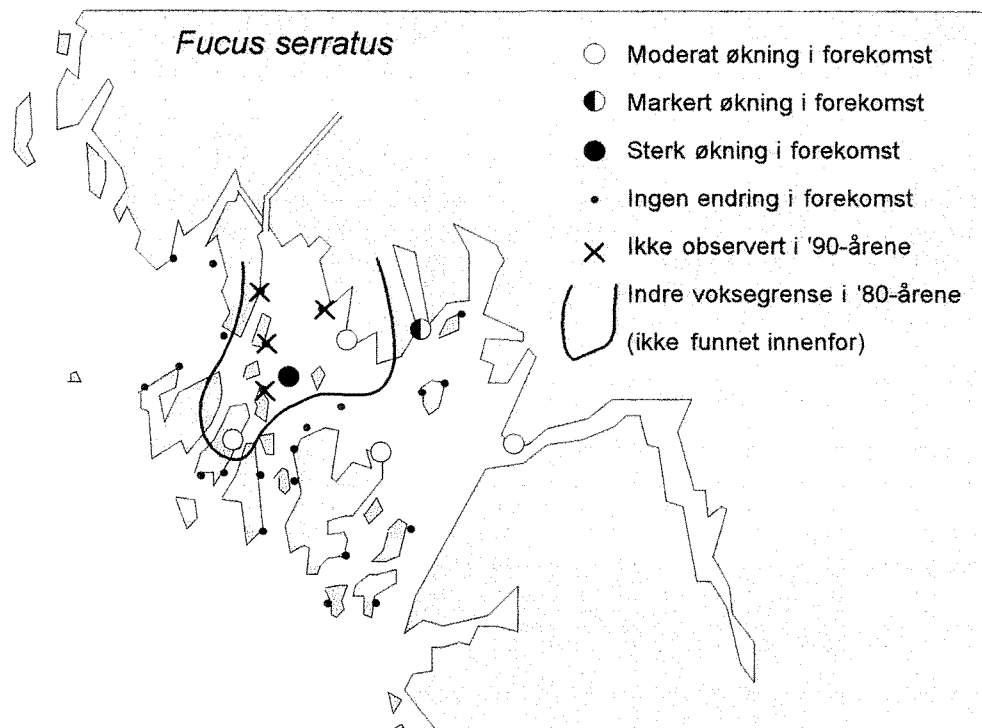 Fucus serratus
Moderat økning i forekomst
Markert økning i forekomst
Sterk økning i forekomst
Ingen endring i forekomst
Ikke observert i '90-årene
Indre voksegrense i '80-årene
(ikke funnet innenfor)